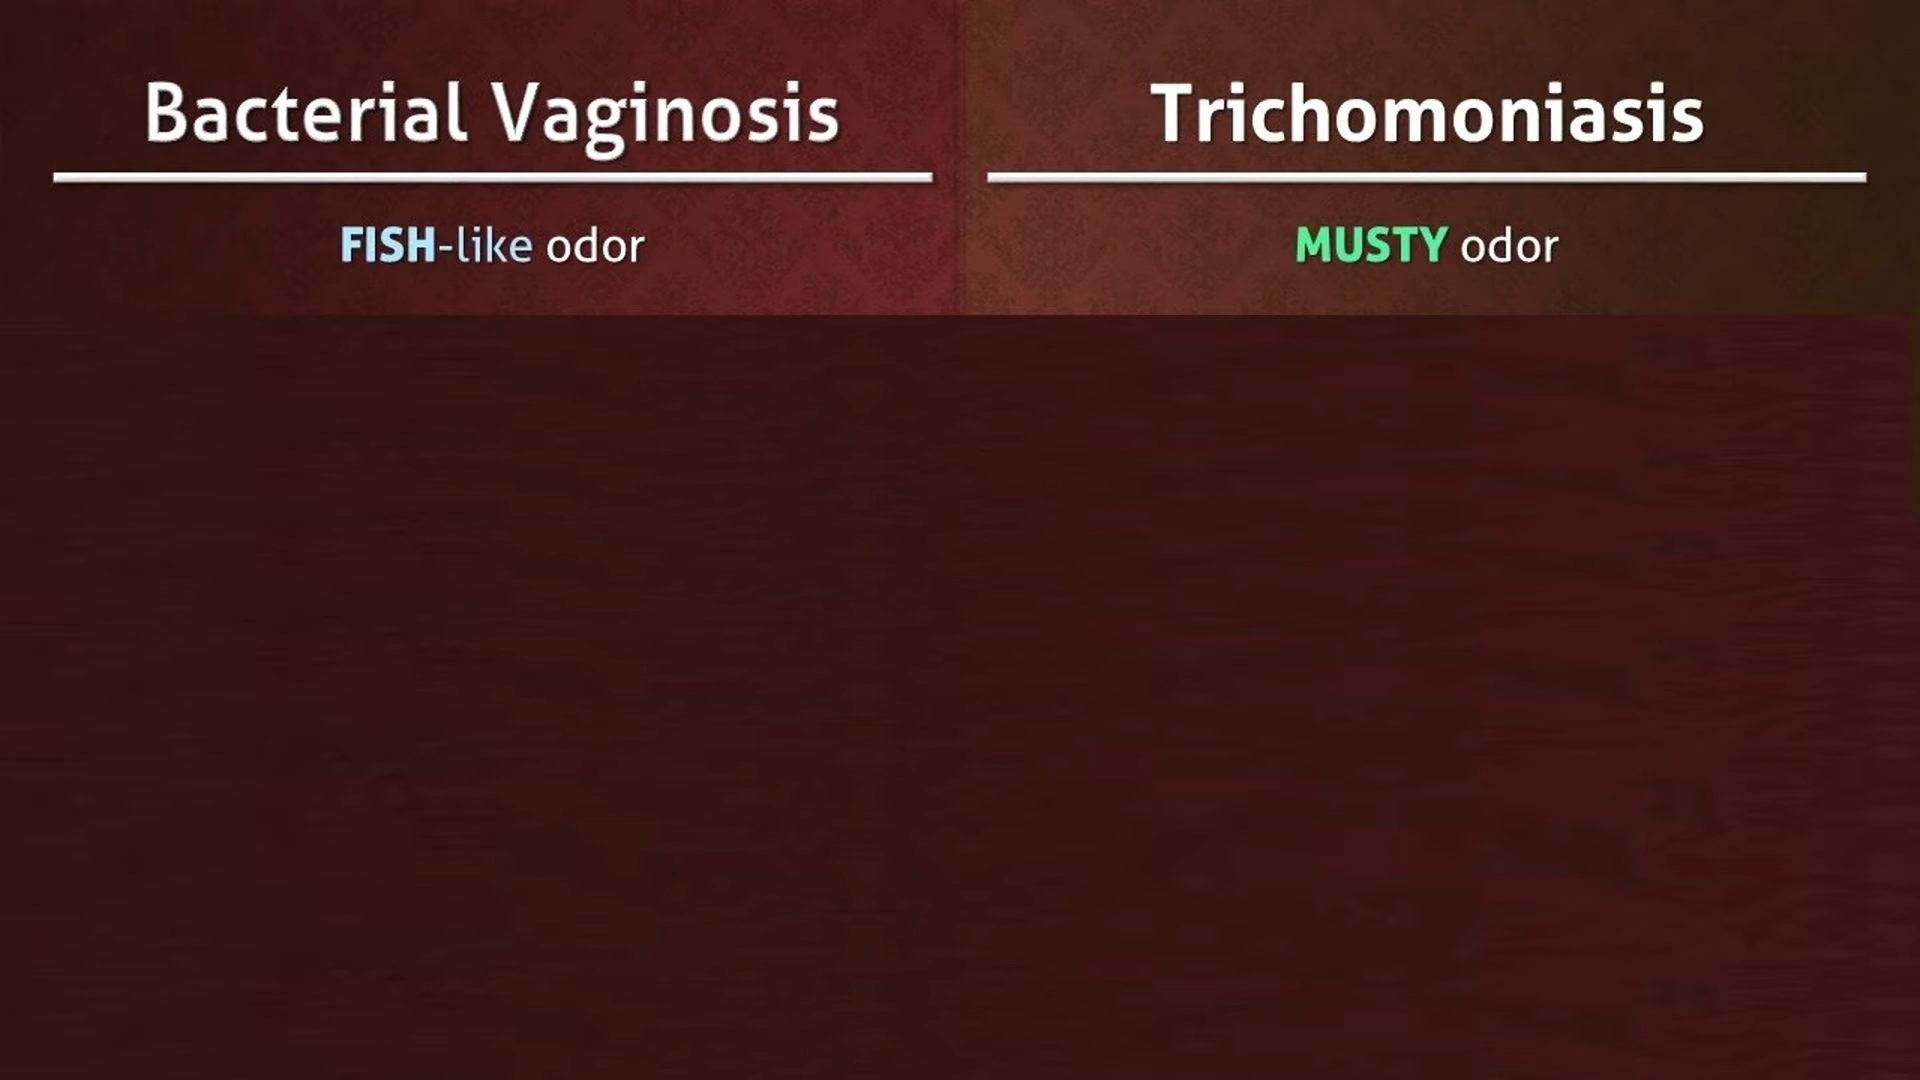 Bacterial Vaginosis
FISH-like odor
Trichomoniasis
MUSTY odor